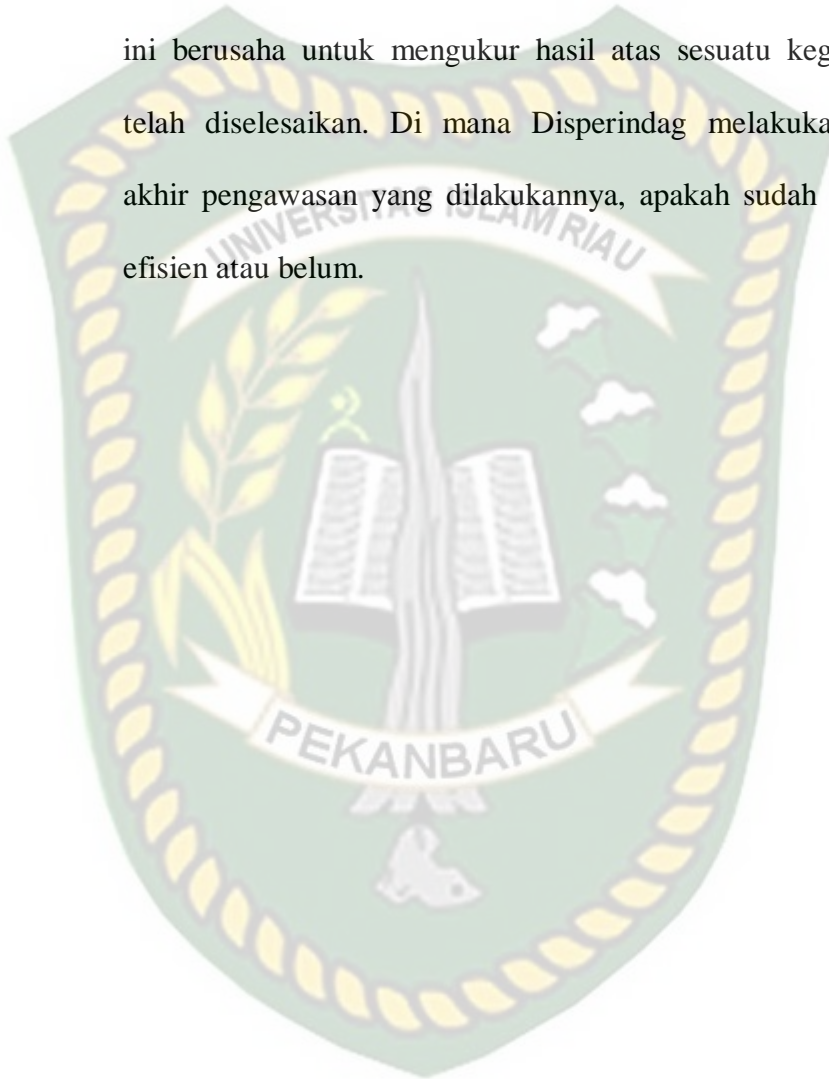 ini berusaha untuk mengukur hasil atas sesuatu keg
telah diselesaikan. Di mana Disperindag melakuka
akhir pengawasan yang dilakukannya, apakah sudah
efisien atau belum.
UNIVERSITAS ISLAM RIAU
PEKANBARU